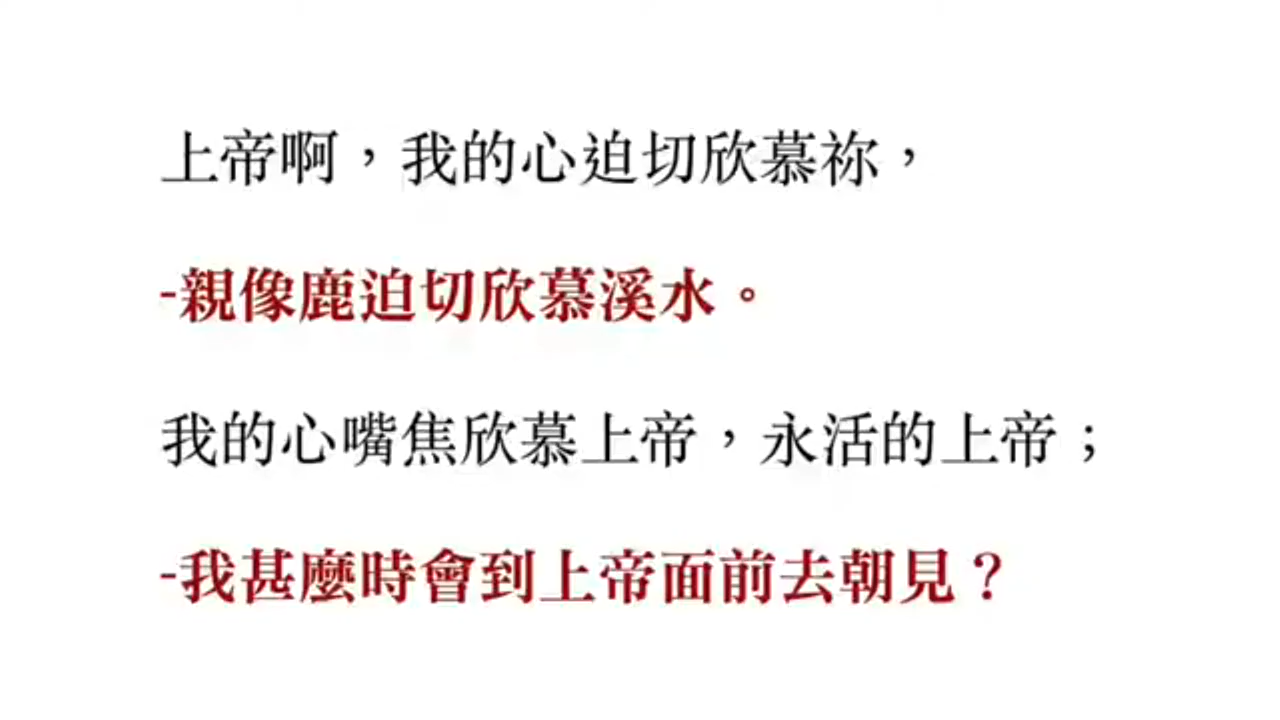 上帝啊，我的心迫切欣慕祢，
-親像鹿迫切欣慕溪水。
我的心嘴焦欣慕上帝，永活的上帝；
-我甚麼時會到上帝面前去朝見？